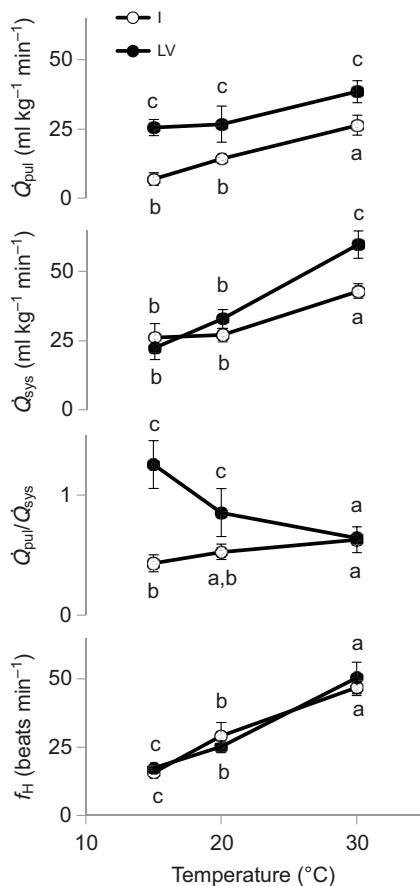 I
LV
50
25
0
Q̇pul (ml kg−1 min−1)
c
c
c
b
b
a
50
25
0
Q̇sys (ml kg−1 min−1)
b
b
c
b
b
a
1
0
Q̇pul/Q̇sys
c
c
a
b
a,b
a
50
25
0
fH (beats min−1)
c
b
a
c
b
a
10
20
30
Temperature (°C)